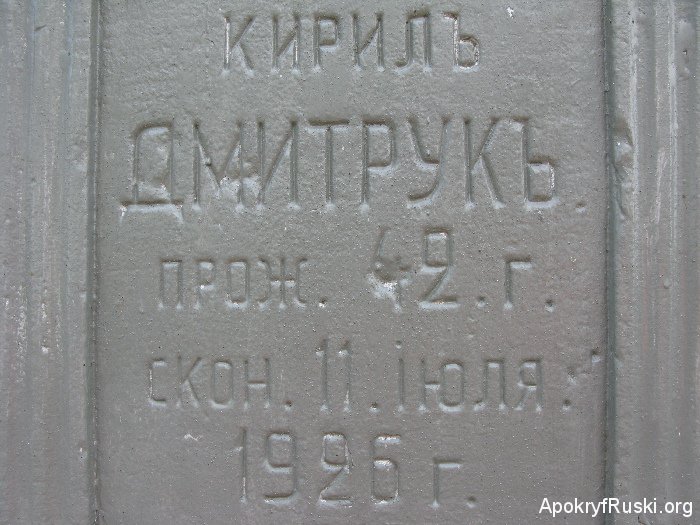 КИРИЛЪ
ДМИТРУКЪ.
ПРОЖ. 42. г.
СКОН. 11. іЮЛЯ.
1926 г.
ApokryfRuski.org